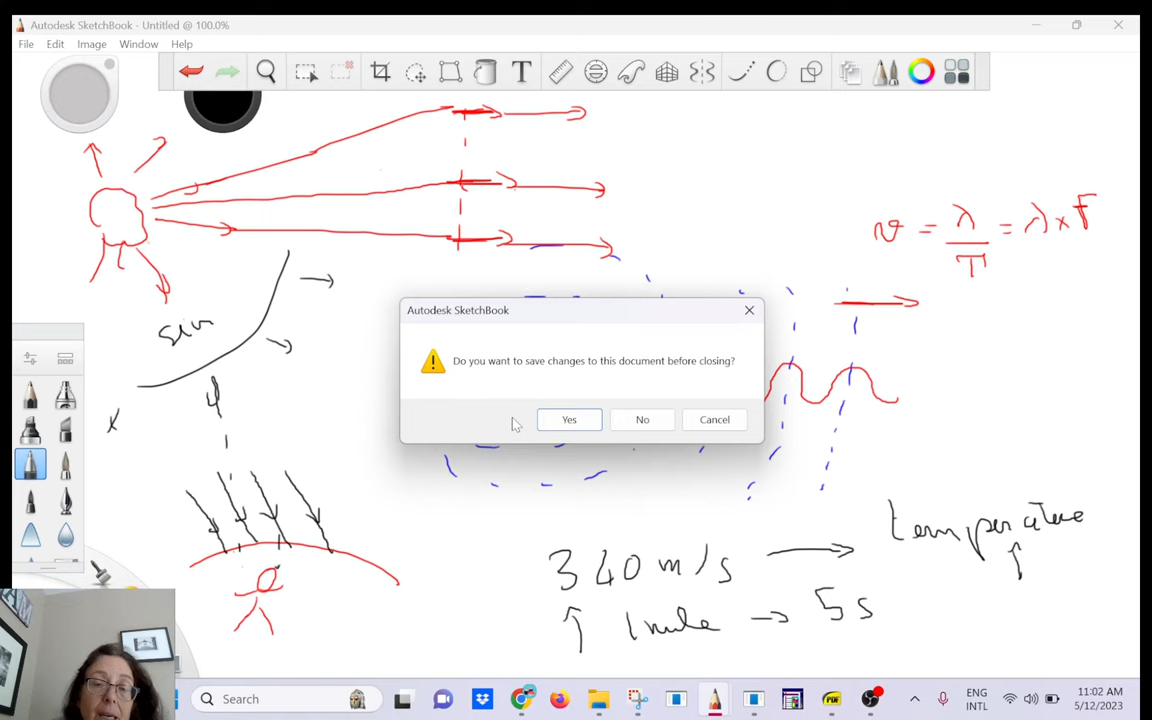 Autodesk SketchBook - Untitled @ 100.0%
File Edit Image Window Help
T
v = λ/T = λ x F
Autodesk SketchBook
Do you want to save changes to this document before closing?
Yes No Cancel
x
temperature
340 m/s
1 mile → 5s
Search
ENG
INTL
11:02 AM
5/12/2023